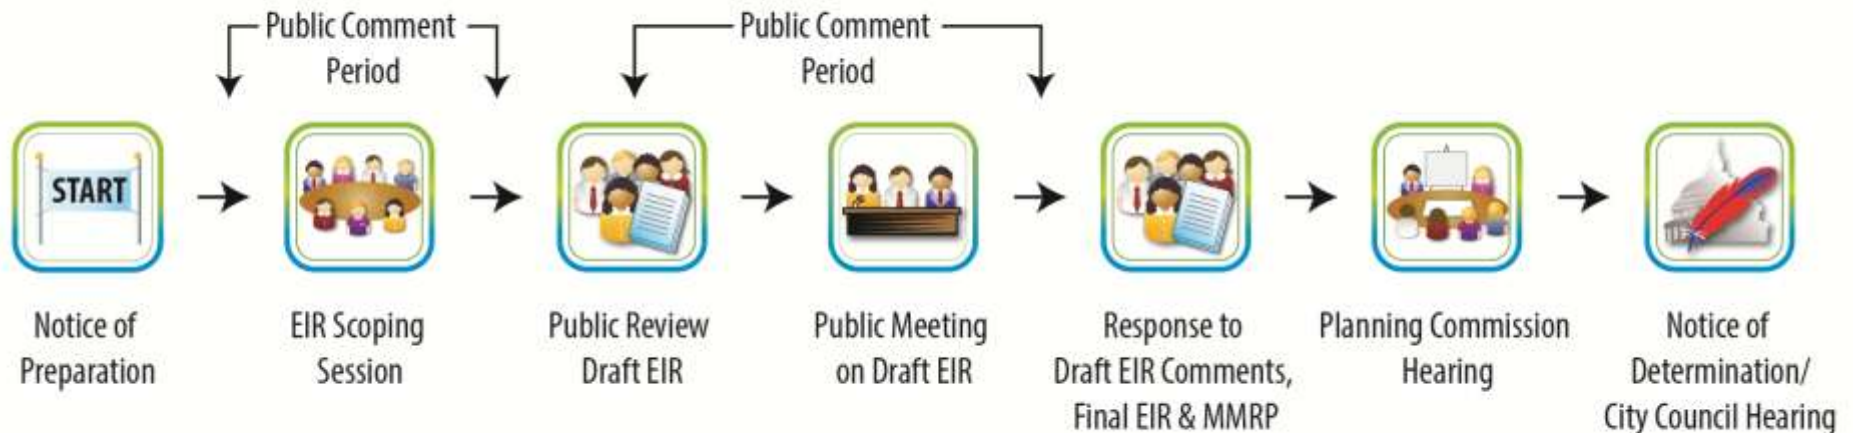 Public Comment
Period
Public Comment
Period
START
Notice of
Preparation
EIR Scoping
Session
Public Review
Draft EIR
Public Meeting
on Draft EIR
Response to
Draft EIR Comments,
Final EIR & MMRP
Planning Commission
Hearing
Notice of
Determination/
City Council Hearing